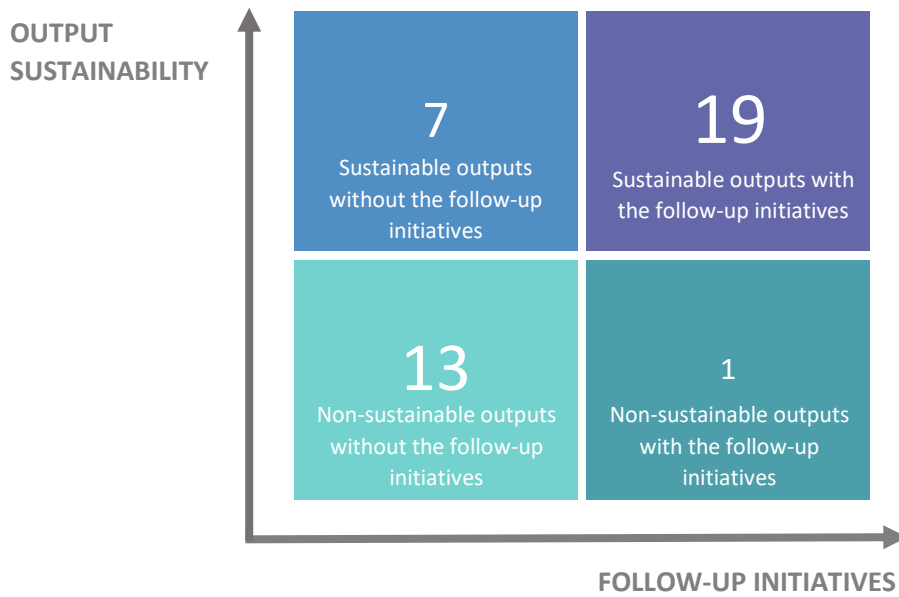 OUTPUT
SUSTAINABILITY
7
Sustainable outputs
without the follow-up
initiatives
19
Sustainable outputs with
the follow-up initiatives
13
Non-sustainable outputs
without the follow-up
initiatives
1
Non-sustainable outputs
with the follow-up
initiatives
FOLLOW-UP INITIATIVES